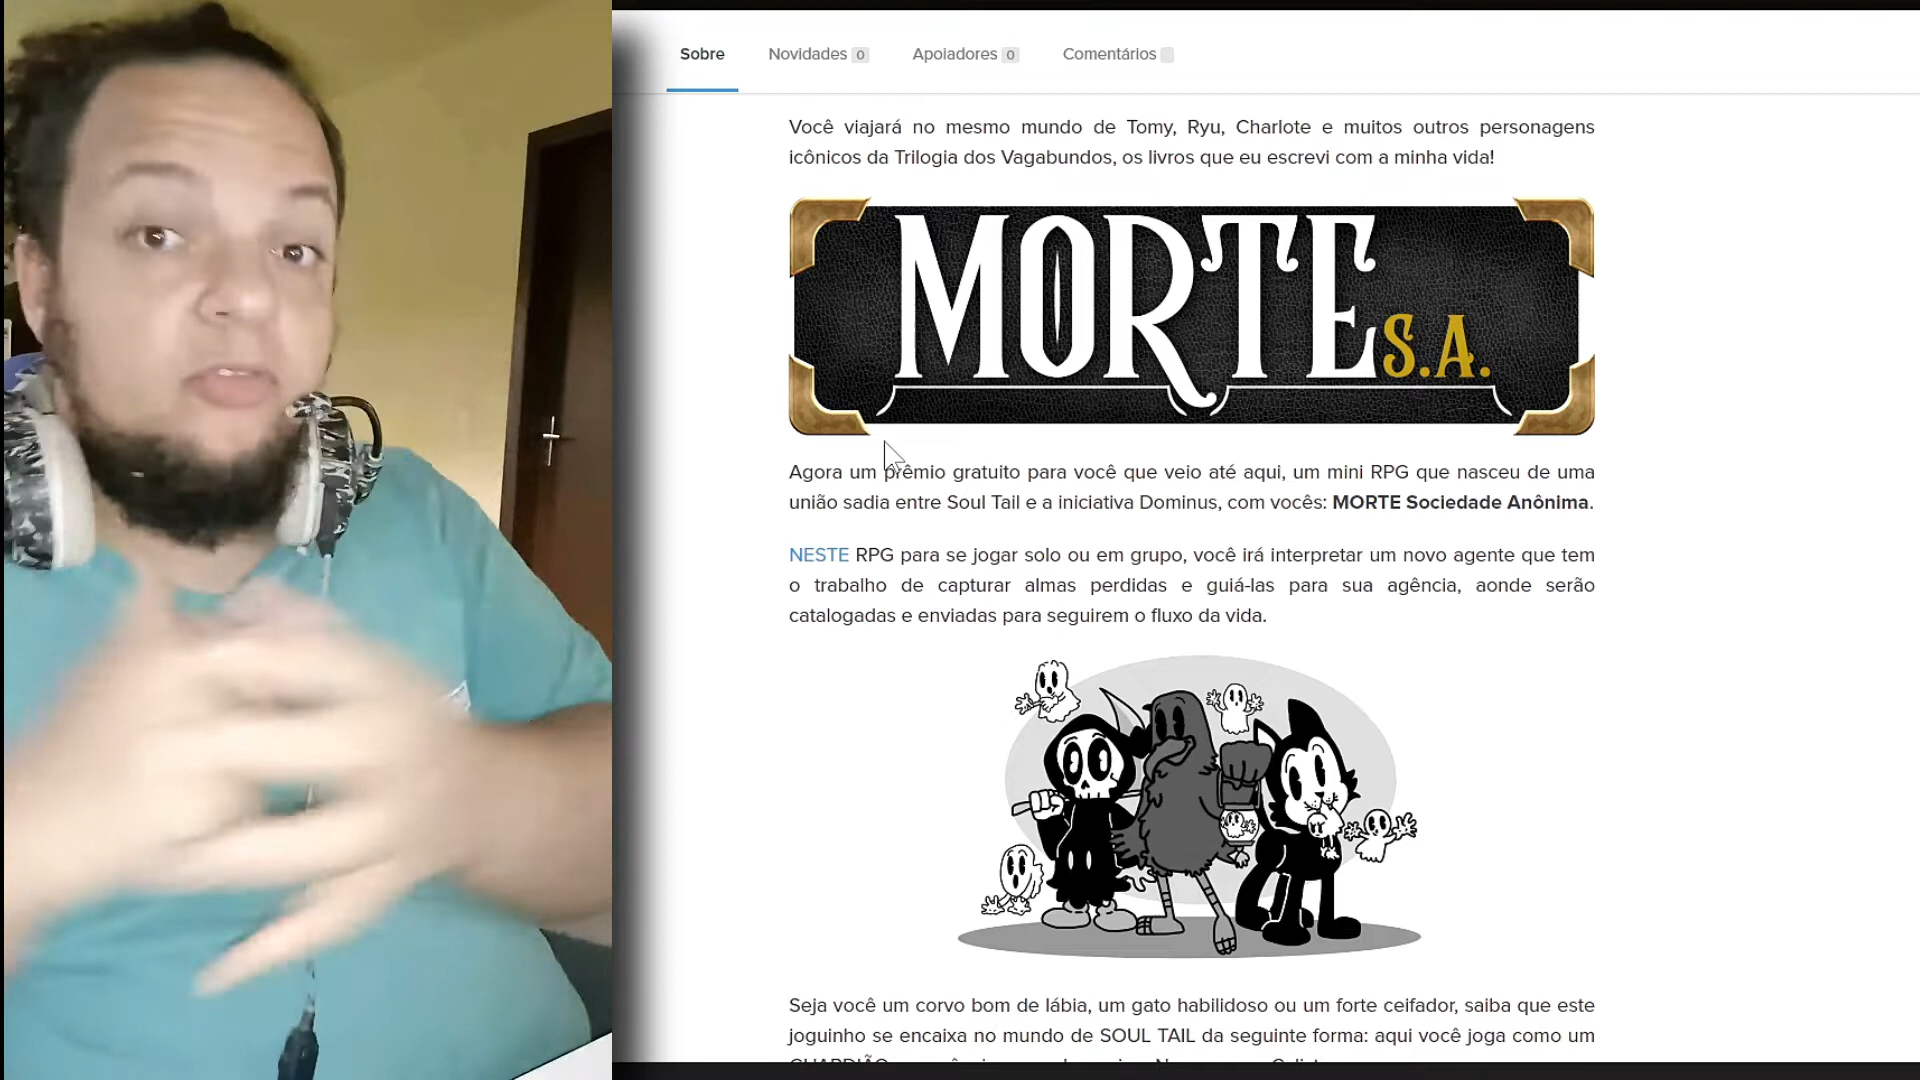 Sobre Novidades 0 Apoiadores 0 Comentários
Você viajará no mesmo mundo de Tomy, Ryu, Charlote e muitos outros personagens
icônicos da Trilogia dos Vagabundos, os livros que eu escrevi com a minha vida!
MORTE S.A.
Agora um prêmio gratuito para você que veio até aqui, um mini RPG que nasceu de uma
união sadia entre Soul Tail e a iniciativa Dominus, com vocês: MORTE Sociedade Anônima.
NESTE RPG para se jogar solo ou em grupo, você irá interpretar um novo agente que tem
o trabalho de capturar almas perdidas e guiá-las para sua agência, aonde serão
catalogadas e enviadas para seguirem o fluxo da vida.
Seja você um corvo bom de lábia, um gato habilidoso ou um forte ceifador, saiba que este
joguinho se encaixa no mundo de SOUL TAIL da seguinte forma: aqui você joga como um
GUARDIÃO